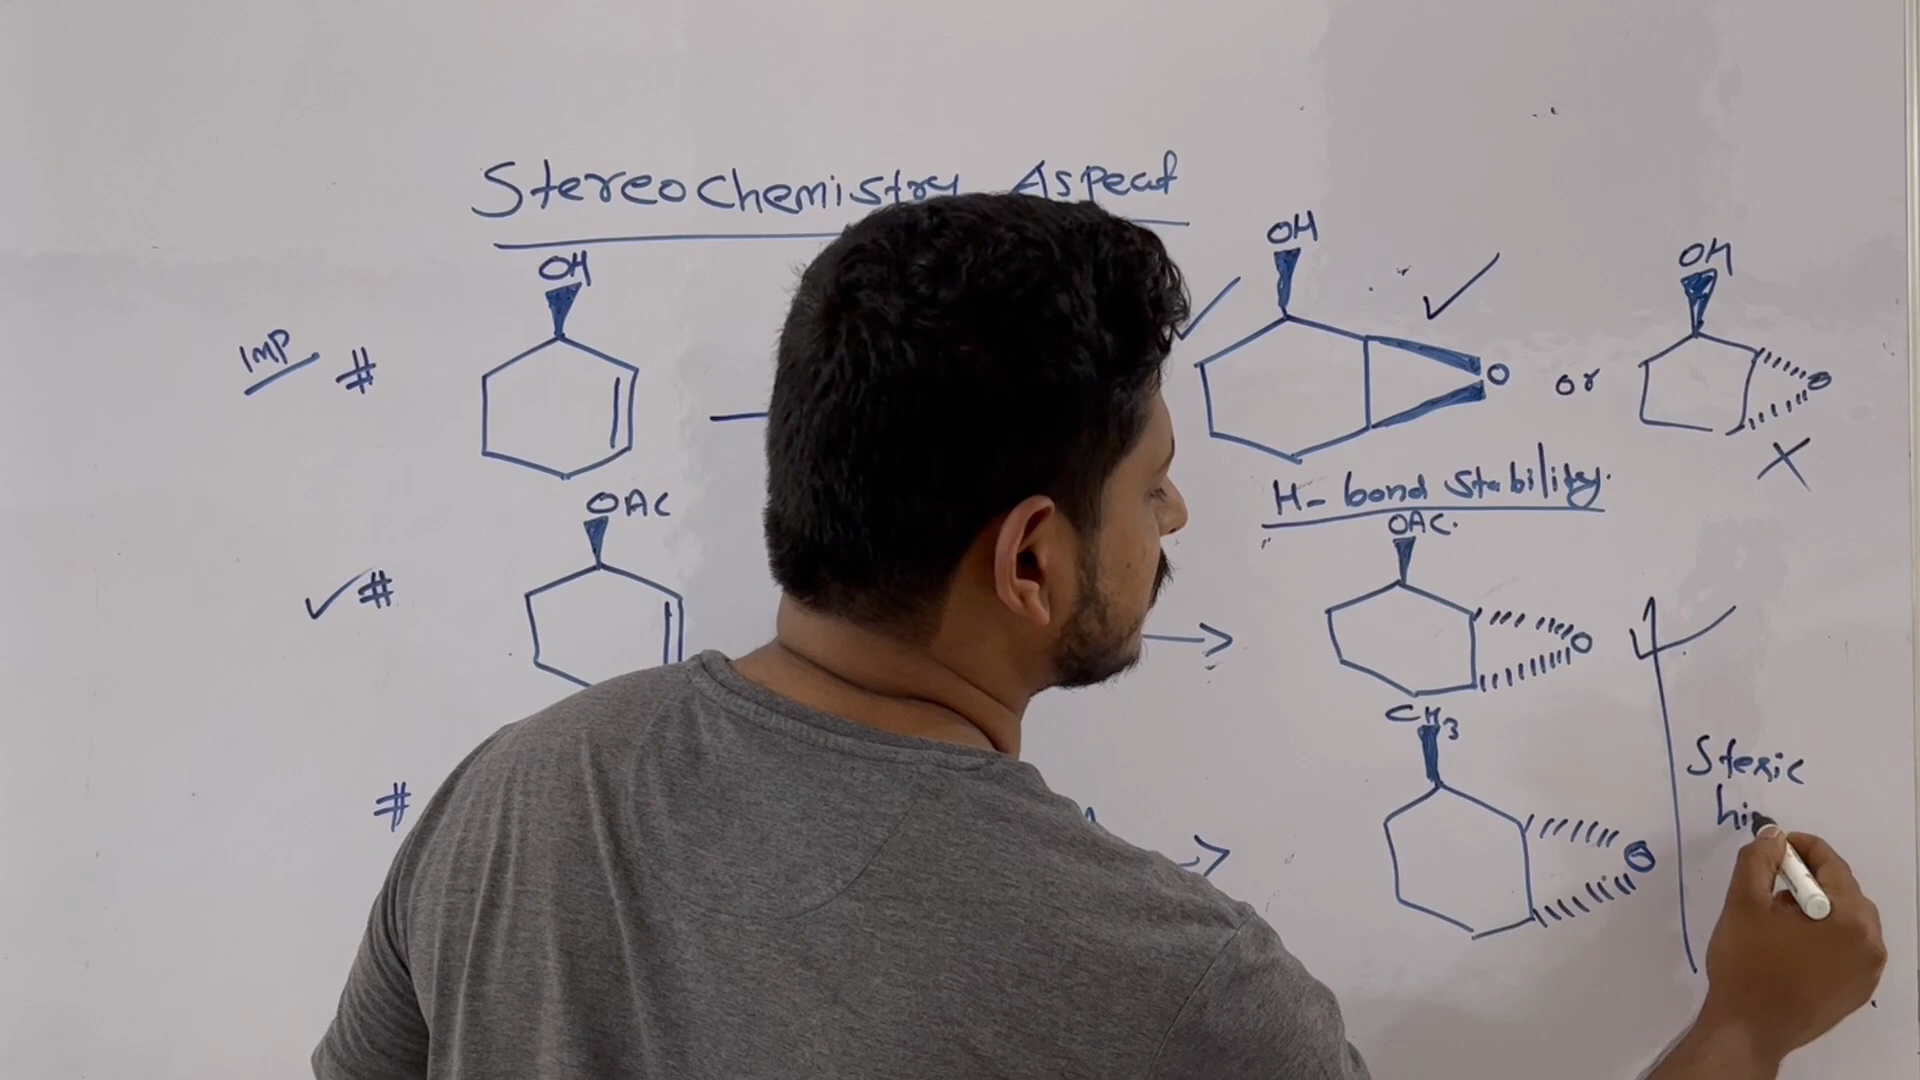 Stereochemistry Aspect
OH
OH
OH
IMP #
O or O
H-bond Stability.
OAC
OAC.
#
O
CH3
Steric
#
hi
O